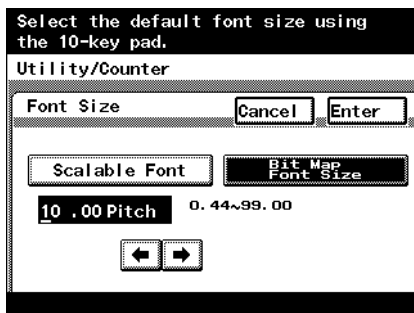 Select the default font size using
the 10-key pad.
Utility/Counter
Font Size
Cancel
Enter
Scalable Font
Bit Map
Font Size
10 .00 Pitch
0.44~99.00